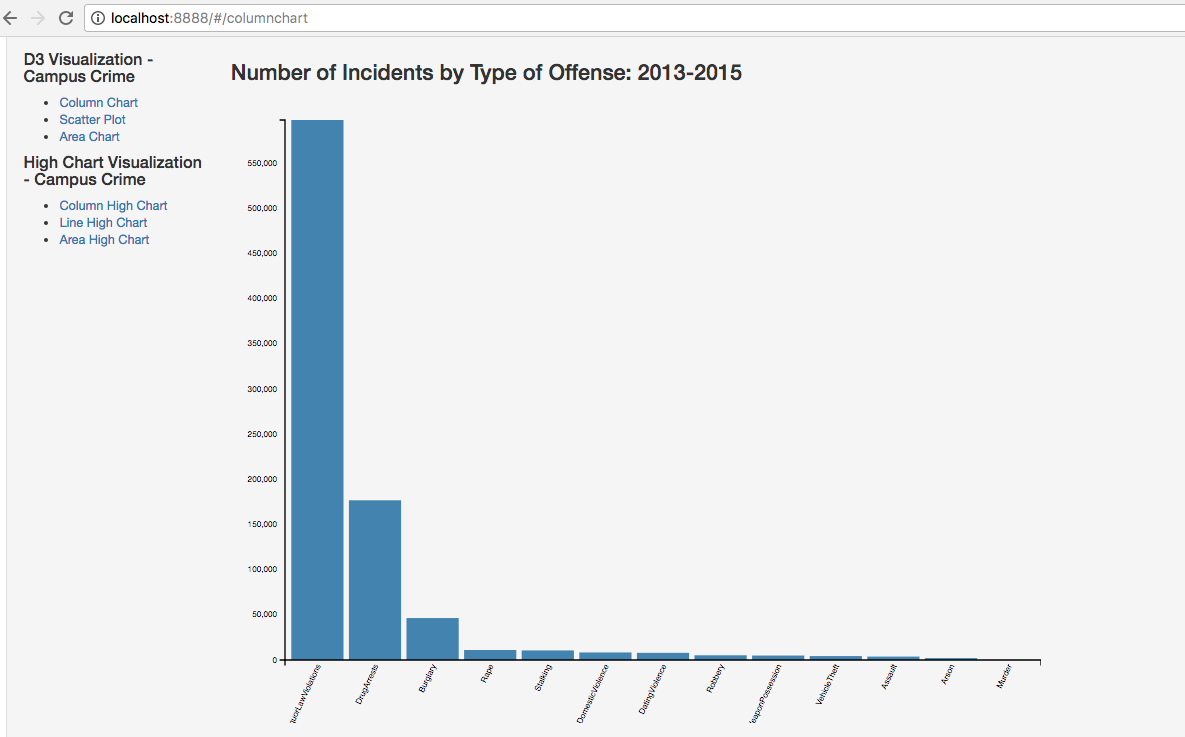 localhost:8888/#/columnchart
D3 Visualization -
Campus Crime
Column Chart
Scatter Plot
Area Chart
High Chart Visualization
- Campus Crime
Column High Chart
Line High Chart
Area High Chart
Number of Incidents by Type of Offense: 2013-2015
550,000
500,000
450,000
400,000
350,000
300,000
250,000
200,000
150,000
100,000
50,000
0
uorLawViolations
DrugArrests
Burglary
Rape
Stalking
DomesticViolence
DatingViolence
Robbery
eaponPossession
VehicleTheft
Assault
Arson
Murder